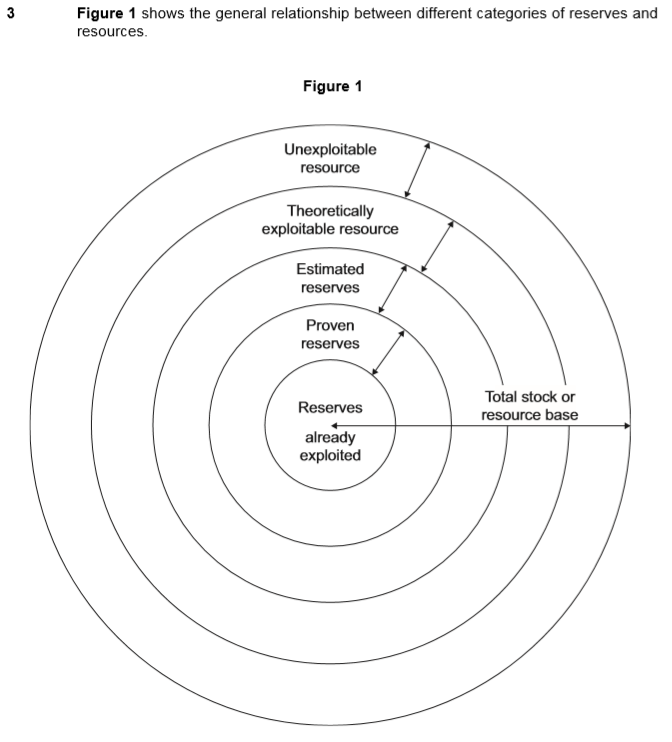 3 Figure 1 shows the general relationship between different categories of reserves and
resources.
Figure 1
Unexploitable
resource
Theoretically
exploitable resource
Estimated
reserves
Proven
reserves
Reserves
already
exploited
Total stock or
resource base